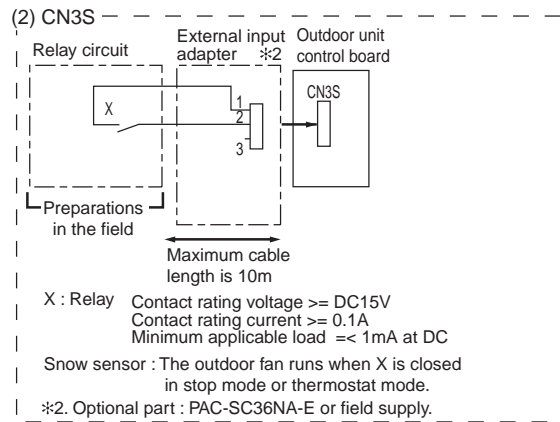 (2) CN3S
Relay circuit
External input
adapter ✻2
Outdoor unit
control board
CN3S
X
1
2
3
Preparations
in the field
Maximum cable
length is 10m
X : Relay
Contact rating voltage >= DC15V
Contact rating current >= 0.1A
Minimum applicable load =< 1mA at DC
Snow sensor : The outdoor fan runs when X is closed
in stop mode or thermostat mode.
✻2. Optional part : PAC-SC36NA-E or field supply.